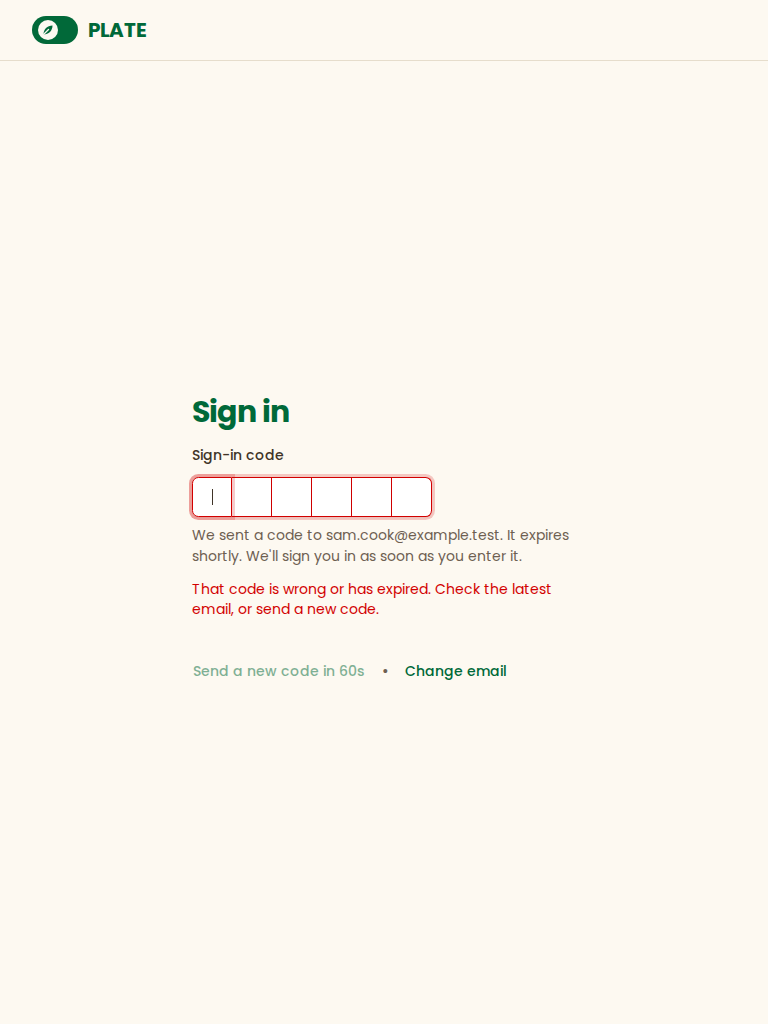 PLATE
Sign in
Sign-in code
We sent a code to sam.cook@example.test. It expires
shortly. We'll sign you in as soon as you enter it.
That code is wrong or has expired. Check the latest
email, or send a new code.
Send a new code in 60s • Change email